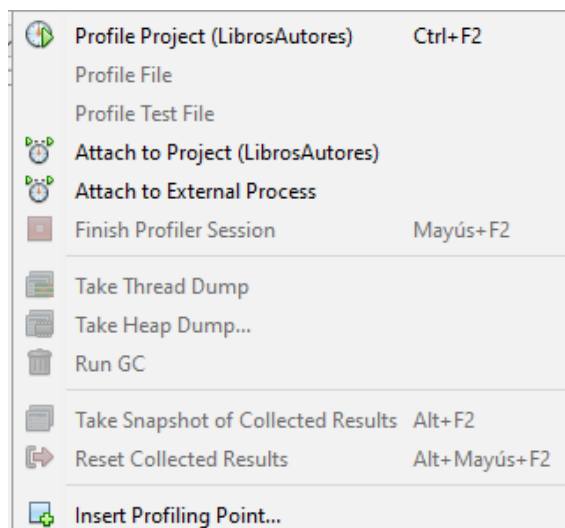 Profile Project (LibrosAutores) Ctrl+F2
Profile File
Profile Test File
Attach to Project (LibrosAutores)
Attach to External Process
Finish Profiler Session Mayús+F2
Take Thread Dump
Take Heap Dump...
Run GC
Take Snapshot of Collected Results Alt+F2
Reset Collected Results Alt+Mayús+F2
Insert Profiling Point...